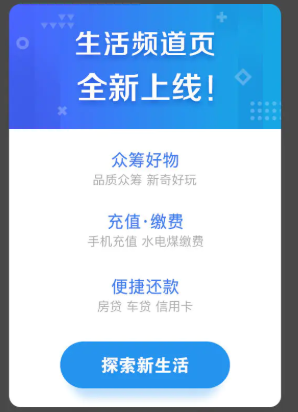 生活频道页
全新上线!
众筹好物
品质众筹 新奇好玩
充值·缴费
手机充值 水电煤缴费
便捷还款
房贷 车贷 信用卡
探索新生活